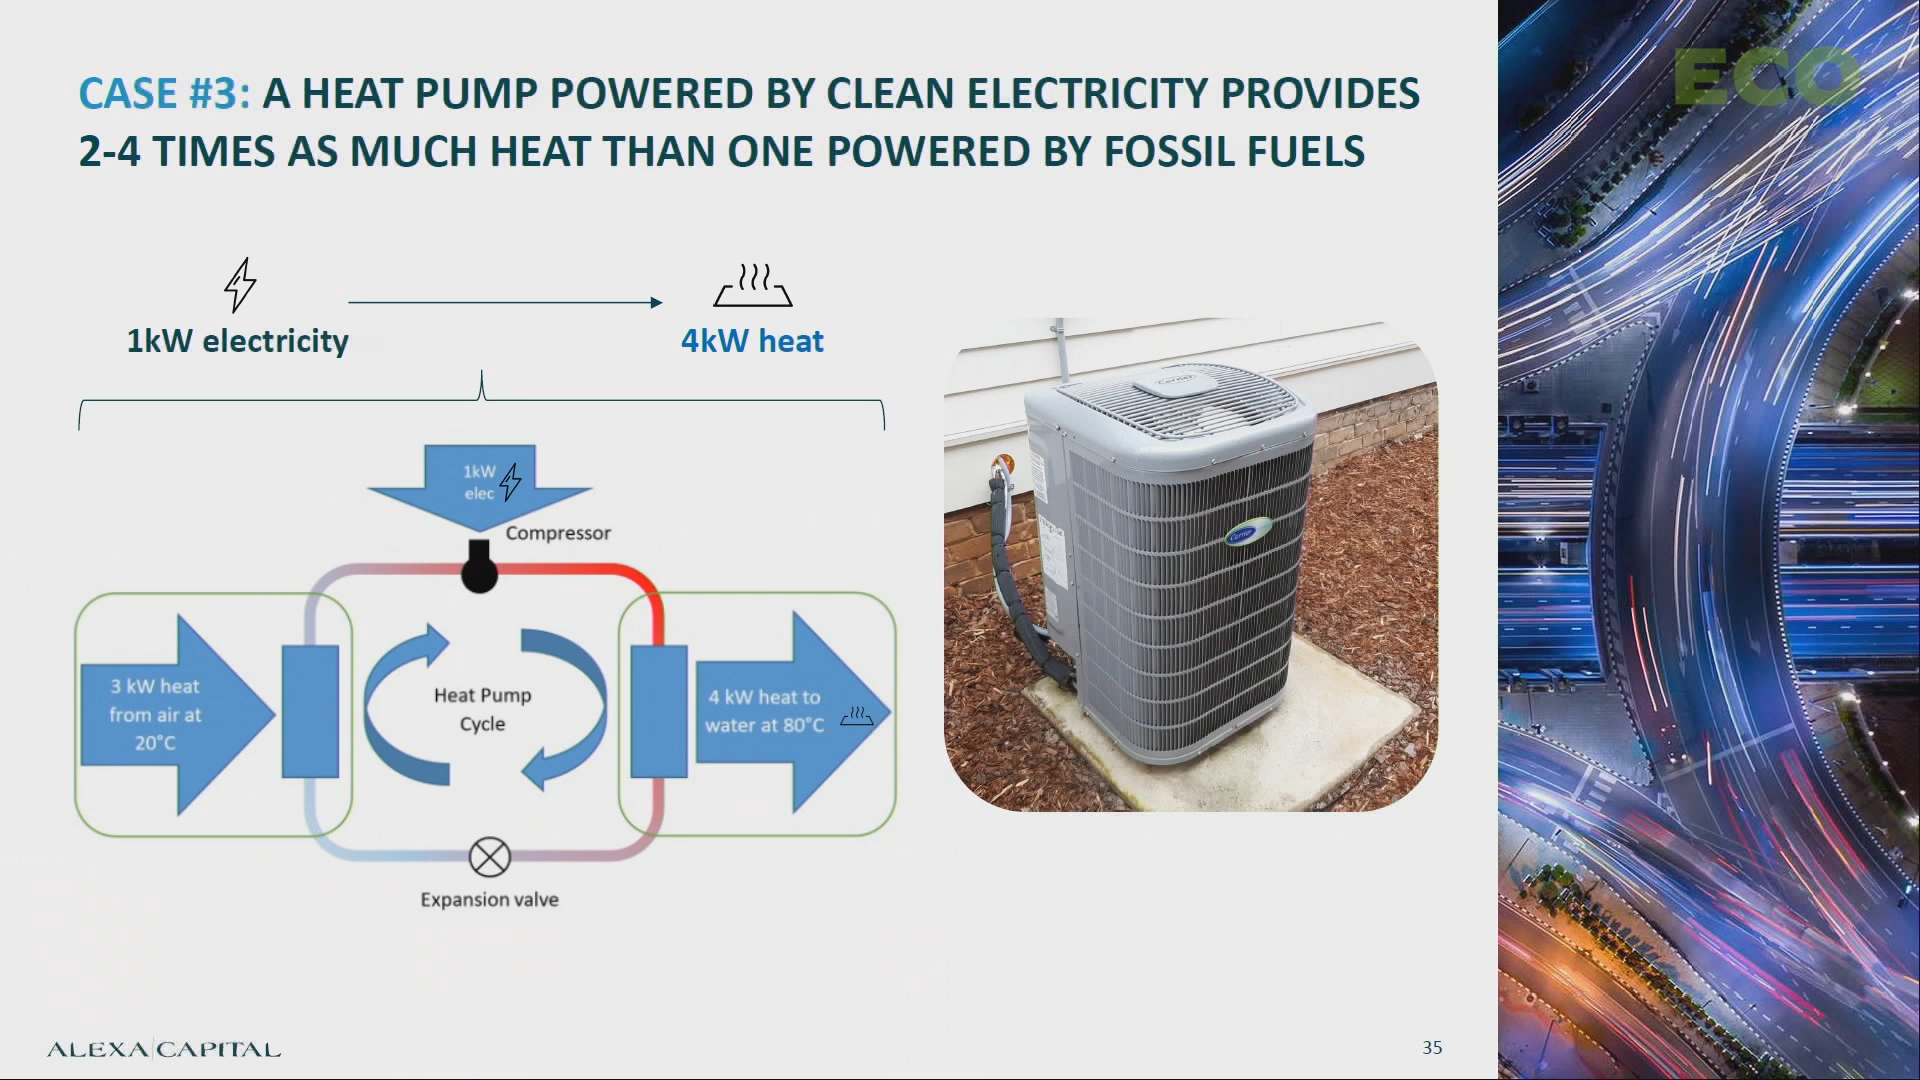 ECO
CASE #3: A HEAT PUMP POWERED BY CLEAN ELECTRICITY PROVIDES
2-4 TIMES AS MUCH HEAT THAN ONE POWERED BY FOSSIL FUELS
1kW electricity
4kW heat
1kW
elec
Compressor
3 kW heat
from air at
20°C
Heat Pump
Cycle
4 kW heat to
water at 80°C
Expansion valve
Carrier
Carrier
ALEXA CAPITAL
35